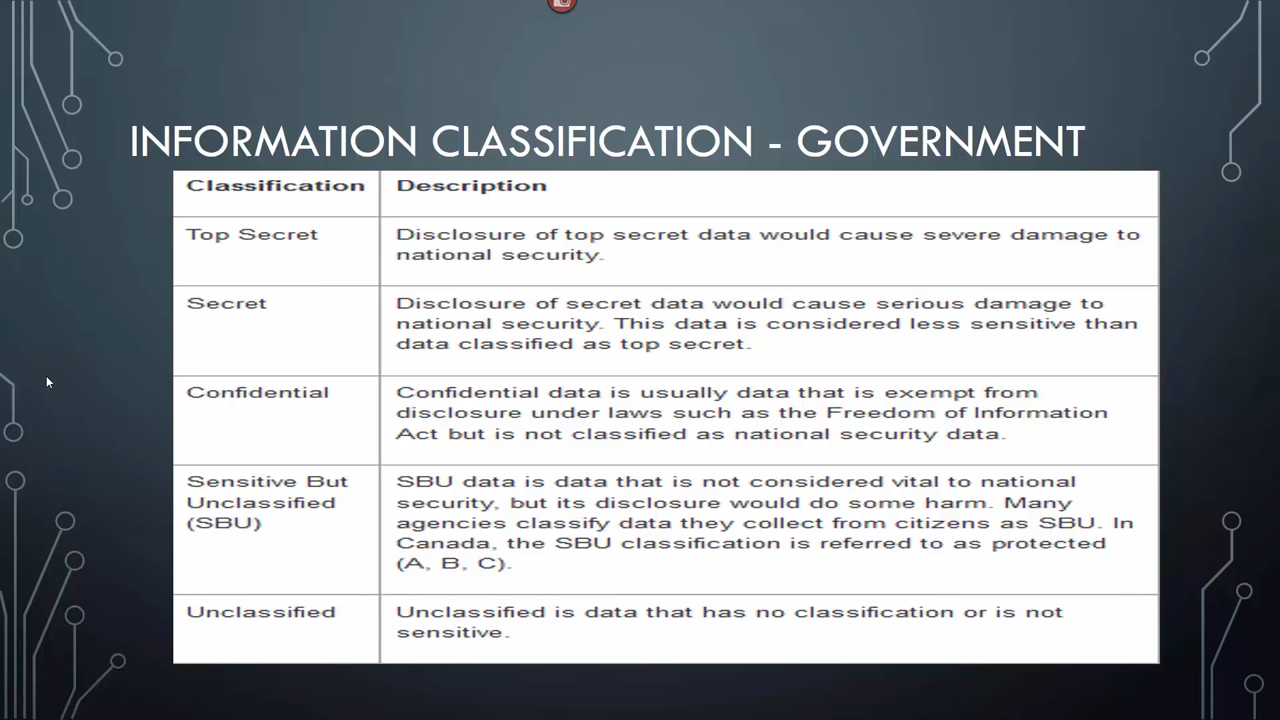 INFORMATION CLASSIFICATION - GOVERNMENT
Classification Description
Top Secret Disclosure of top secret data would cause severe damage to
national security.
Secret Disclosure of secret data would cause serious damage to
national security. This data is considered less sensitive than
data classified as top secret.
Confidential Confidential data is usually data that is exempt from
disclosure under laws such as the Freedom of Information
Act but is not classified as national security data.
Sensitive But SBU data is data that is not considered vital to national
Unclassified security, but its disclosure would do some harm. Many
(SBU) agencies classify data they collect from citizens as SBU. In
Canada, the SBU classification is referred to as protected
(A, B, C).
Unclassified Unclassified is data that has no classification or is not
sensitive.